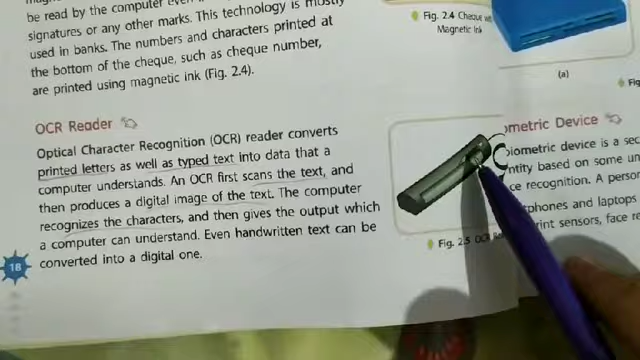 be read by the computer even
signatures or any other marks. This technology is mostly
used in banks. The numbers and characters printed at
the bottom of the cheque, such as cheque number,
are printed using magnetic ink (Fig. 2.4).
Fig. 2.4 Cheque
Magnetic Ink
(a)
OCR Reader
Optical Character Recognition (OCR) reader converts
printed letters as well as typed text into data that a
computer understands. An OCR first scans the text, and
then produces a digital image of the text. The computer
recognizes the characters, and then gives the output which
a computer can understand. Even handwritten text can be
converted into a digital one.
18
Fig. 2.5 OCR
ometric Device
iometric device is a sec
ntity based on some un
ce recognition. A person
phones and laptops
rint sensors, face re